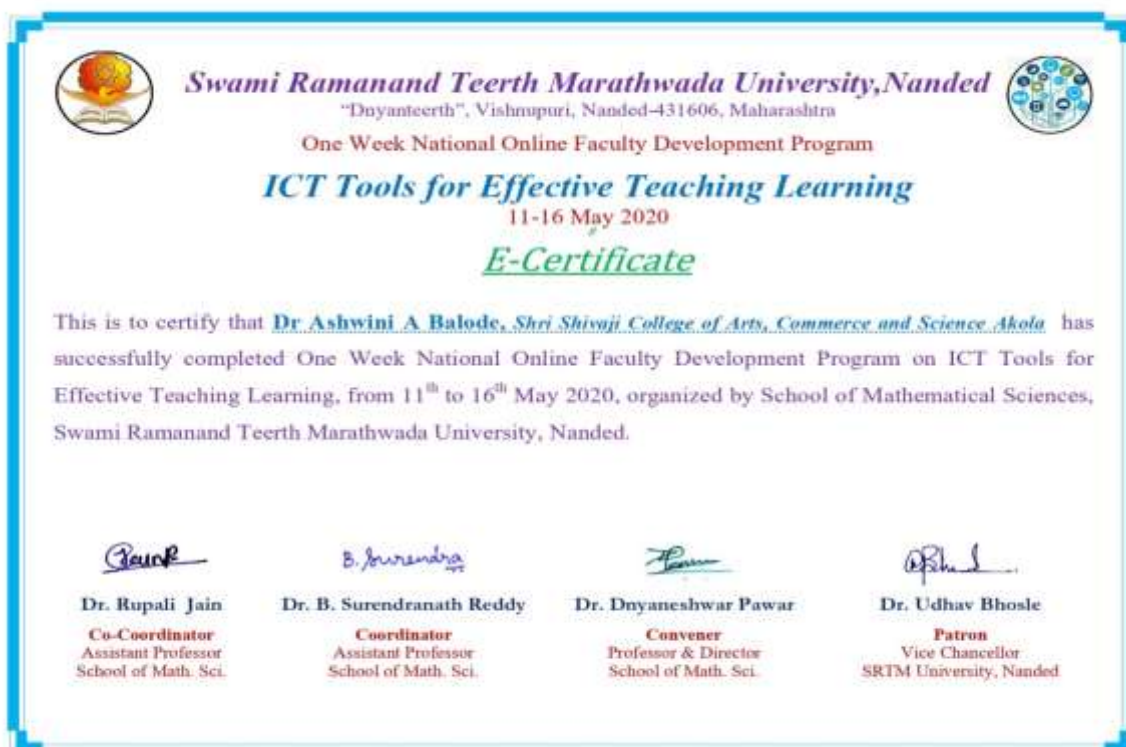 Swami Ramanand Teerth Marathwada University,Nanded
"Dnyanteerth", Vishnupuri, Nanded-431606, Maharashtra
One Week National Online Faculty Development Program
ICT Tools for Effective Teaching Learning
11-16 May 2020
E-Certificate
This is to certify that Dr Ashwini A Balode, Shri Shivaji College of Arts, Commerce and Science Akola has
successfully completed One Week National Online Faculty Development Program on ICT Tools for
Effective Teaching Learning, from 11th to 16th May 2020, organized by School of Mathematical Sciences,
Swami Ramanand Teerth Marathwada University, Nanded.
B. Surendra
Dr. Rupali Jain Dr. B. Surendranath Reddy Dr. Dnyaneshwar Pawar Dr. Udhav Bhosle
Co-Coordinator Coordinator Convener Patron
Assistant Professor Assistant Professor Professor & Director Vice Chancellor
School of Math. Sci. School of Math. Sci. School of Math. Sci. SRTM University, Nanded